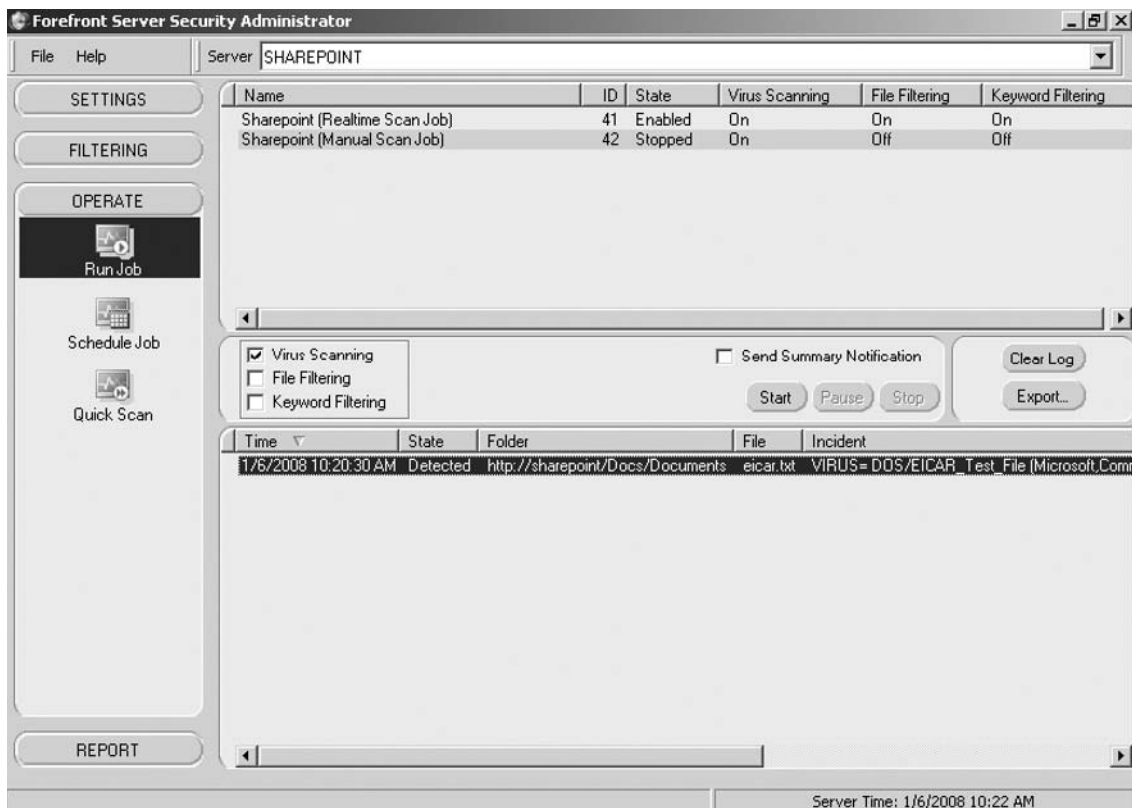 Forefront Server Security Administrator
File Help Server SHAREPOINT
SETTINGS
FILTERING
OPERATE
Run Job
Schedule Job
Quick Scan
REPORT
Name ID State Virus Scanning File Filtering Keyword Filtering
Sharepoint (Realtime Scan Job) 41 Enabled On On On
Sharepoint (Manual Scan Job) 42 Stopped On Off Off
Virus Scanning
File Filtering
Keyword Filtering
Send Summary Notification
Start Pause Stop
Clear Log
Export...
Time State Folder File Incident
1/6/2008 10:20:30 AM Detected http://sharepoint/Docs/Documents eicar.txt VIRUS= DOS/EICAR_Test_File (Microsoft,Com
Server Time: 1/6/2008 10:22 AM